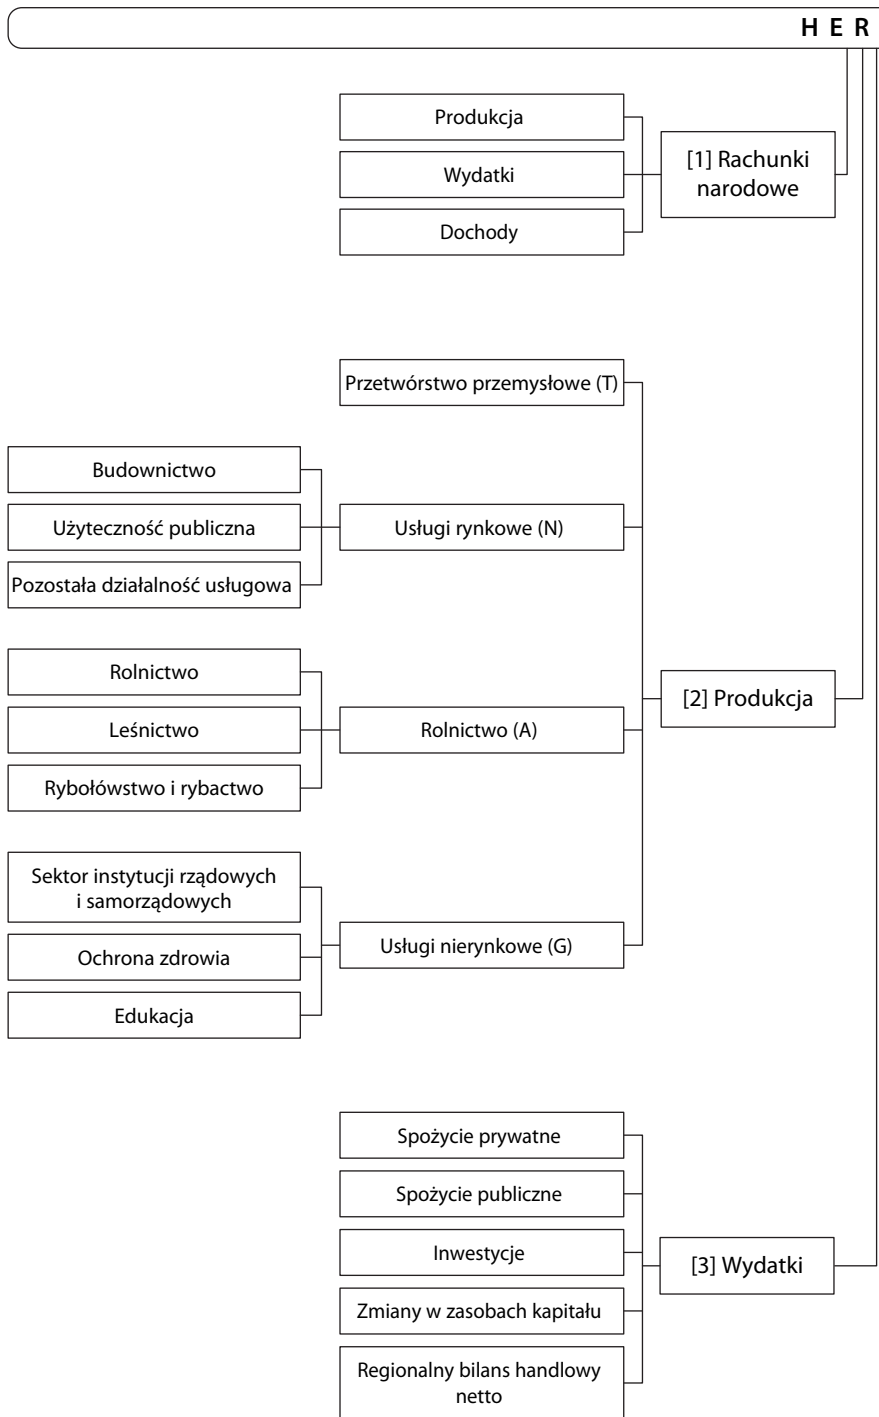 H E R
Produkcja
Wydatki
Dochody
[1] Rachunki
narodowe
Przetwórstwo przemysłowe (T)
Budownictwo
Użyteczność publiczna
Pozostała działalność usługowa
Usługi rynkowe (N)
Rolnictwo
Leśnictwo
Rybołówstwo i rybactwo
Rolnictwo (A)
[2] Produkcja
Sektor instytucji rządowych
i samorządowych
Ochrona zdrowia
Edukacja
Usługi nierynkowe (G)
Spożycie prywatne
Spożycie publiczne
Inwestycje
Zmiany w zasobach kapitału
Regionalny bilans handlowy
netto
[3] Wydatki